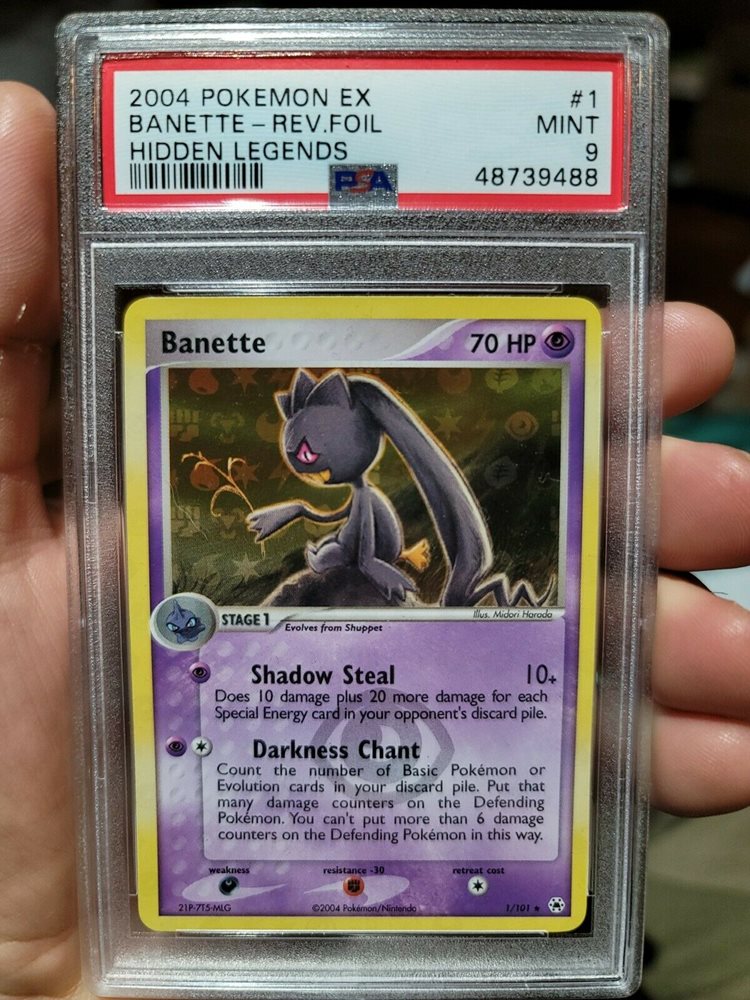 2004 POKEMON EX #1
BANETTE-REV.FOIL MINT
HIDDEN LEGENDS 9
PSA 48739488
Banette 70 HP
Illus. Midori Harada
STAGE 1
Evolves from Shuppet
Shadow Steal 10+
Does 10 damage plus 20 more damage for each
Special Energy card in your opponent's discard pile.
Darkness Chant
Count the number of Basic Pokémon or
Evolution cards in your discard pile. Put that
many damage counters on the Defending
Pokémon. You can't put more than 6 damage
counters on the Defending Pokémon in this way.
weakness resistance -30 retreat cost
21P-7T5-MLG ©2004 Pokémon/Nintendo 1/101 ★